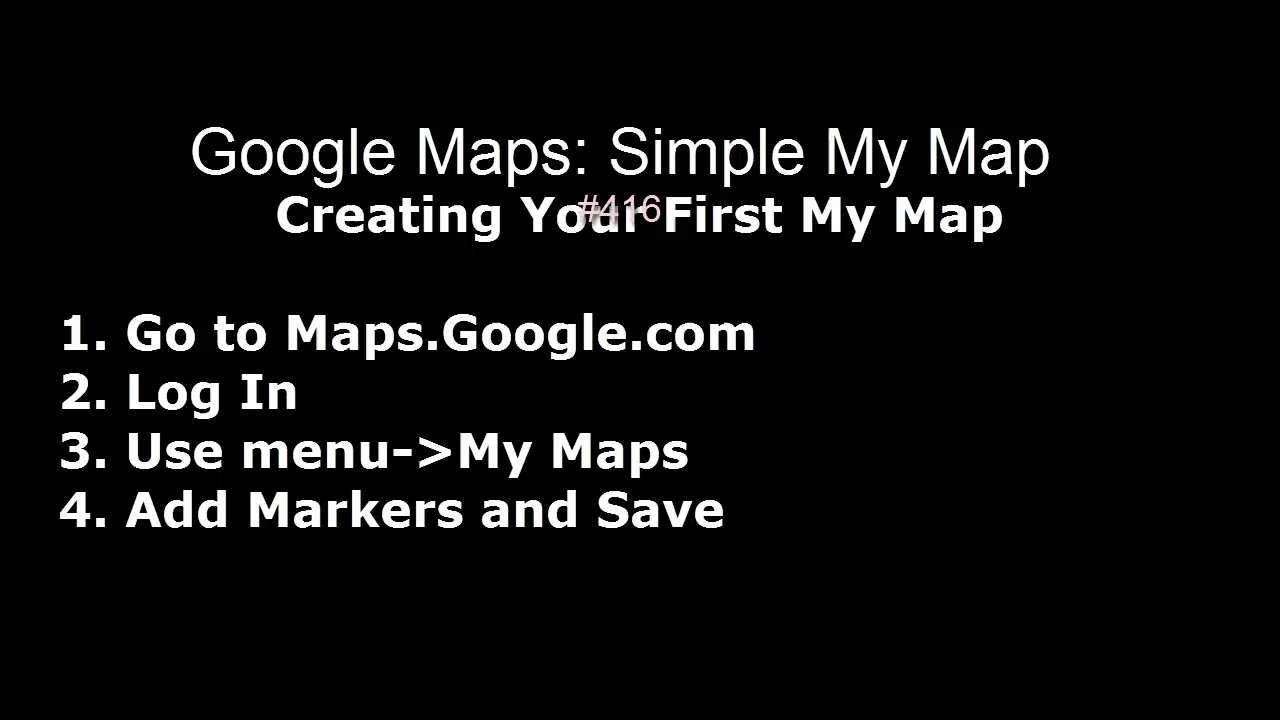 Google Maps: Simple My Map
Creating Your First My Map
#416
1. Go to Maps.Google.com
2. Log In
3. Use menu->My Maps
4. Add Markers and Save